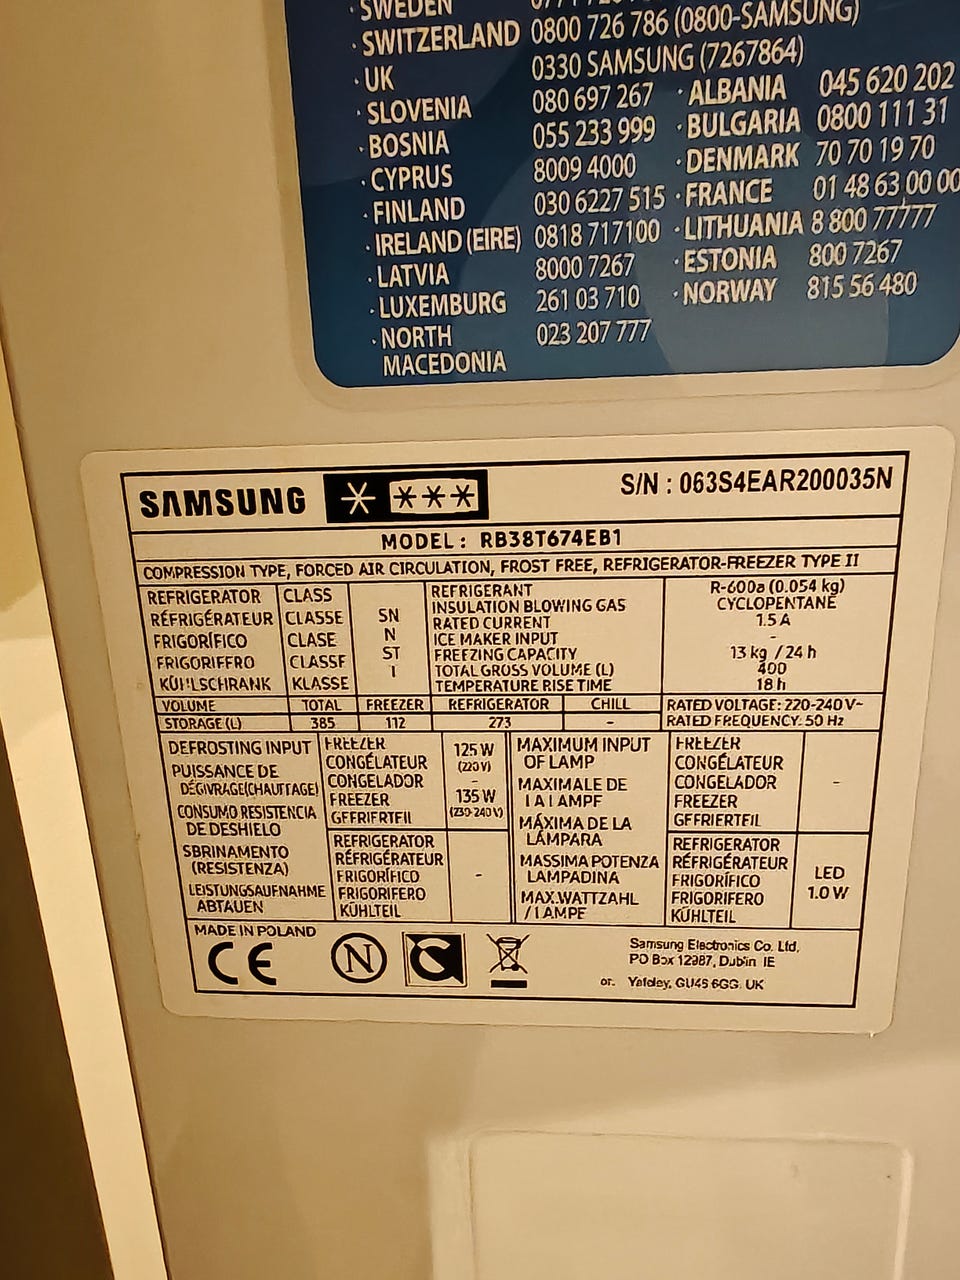 · SWEDEN
· SWITZERLAND 0800 726 786 (0800-SAMSUNG)
· UK 0330 SAMSUNG (7267864)
· SLOVENIA 080 697 267 · ALBANIA 045 620 202
· BOSNIA 055 233 999 · BULGARIA 0800 111 31
· CYPRUS 8009 4000 · DENMARK 70 70 19 70
· FINLAND 030 6227 515 · FRANCE 01 48 63 00 00
· IRELAND (EIRE) 0818 717100 · LITHUANIA 8 800 77777
· LATVIA 8000 7267 · ESTONIA 800 7267
· LUXEMBURG 261 03 710 · NORWAY 815 56 480
· NORTH 023 207 777
MACEDONIA
SAMSUNG S/N : 063S4EAR200035N
MODEL : RB38T674EB1
COMPRESSION TYPE, FORCED AIR CIRCULATION, FROST FREE, REFRIGERATOR-FREEZER TYPE II
REFRIGERATOR CLASS
RÉFRIGÉRATEUR CLASSE
FRIGORÍFICO CLASE
FRIGORIFFRO CLASSF
KÜHLSCHRANK KLASSE
SN
N
ST
T
REFRIGERANT R-600a (0.054 kg)
INSULATION BLOWING GAS CYCLOPENTANE
RATED CURRENT 1.5 A
ICE MAKER INPUT -
FREEZING CAPACITY 13 kg / 24 h
TOTAL GROSS VOLUME (L) 400
TEMPERATURE RISE TIME 18 h
VOLUME TOTAL FREEZER REFRIGERATOR CHILL
STORAGE (L) 385 112 273 -
RATED VOLTAGE: 220-240 V~
RATED FREQUENCY: 50 Hz
DEFROSTING INPUT
PUISSANCE DE
DÉGIVRAGE(CHAUFTAGE)
CONSUMO RESISTENCIA
DE DESHIELO
SBRINAMENTO
(RESISTENZA)
LEISTUNGSAUFNAHME
ABTAUEN
FREEZER
CONGÉLATEUR
CONGELADOR
FREEZER
GEFRIERTEIL
125 W
(220 V)
-
135 W
(230-240 V)
REFRIGERATOR
RÉFRIGÉRATEUR
FRIGORÍFICO
FRIGORIFERO
KÜHLTEIL
-
MAXIMUM INPUT
OF LAMP
MAXIMALE DE
LA LAMPE
MÁXIMA DE LA
LÁMPARA
MASSIMA POTENZA
LAMPADINA
MAX.WATTZAHL
/LAMPE
FREEZER
CONGÉLATEUR
CONGELADOR
FREEZER
GEFRIERTEIL
-
REFRIGERATOR
RÉFRIGÉRATEUR
FRIGORÍFICO
FRIGORIFERO
KÜHLTEIL
LED
1.0 W
MADE IN POLAND
CE N
Samsung Electronics Co. Ltd,
PO Box 12987, Dublin IE
or. Yateley, GU46 6GG UK